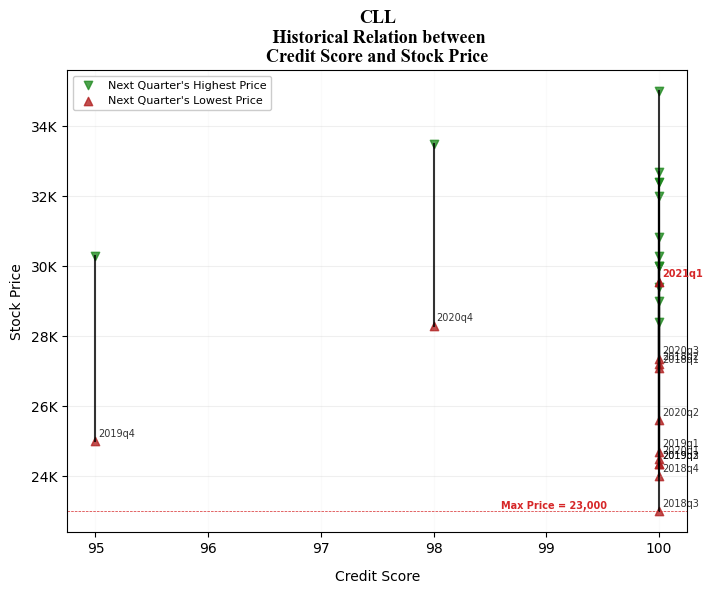 CLL
Historical Relation between
Credit Score and Stock Price
Next Quarter's Highest Price
Next Quarter's Lowest Price
Stock Price
34K
32K
30K
28K
26K
24K
2021q1
2020q4
2020q3
2018q1
2020q2
2019q4
2019q1
2018q4
2018q3
Max Price = 23,000
95
96
97
98
99
100
Credit Score